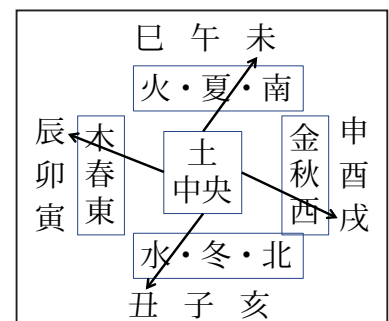 巳 午 未
火・夏・南
辰
卯
寅
木
春
東
土
中央
金
秋
西
申
酉
戌
水・冬・北
丑 子 亥